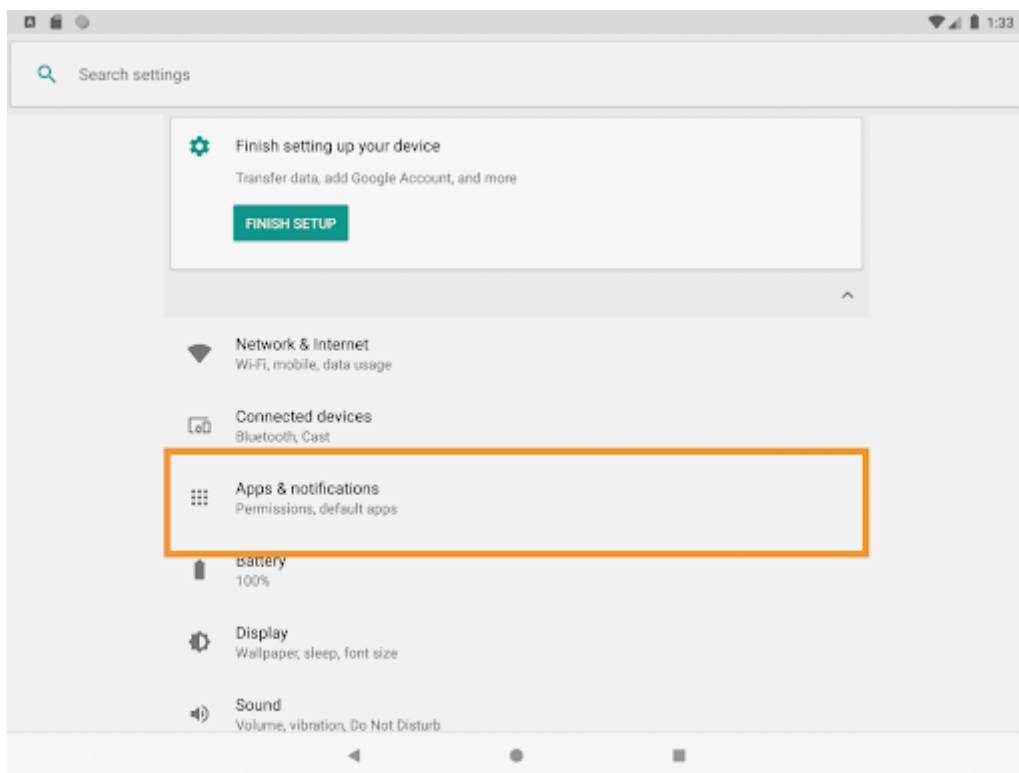 1:33
Search settings
Finish setting up your device
Transfer data, add Google Account, and more
FINISH SETUP
Network & Internet
Wi-Fi, mobile, data usage
Connected devices
Bluetooth, Cast
Apps & notifications
Permissions, default apps
Battery
100%
Display
Wallpaper, sleep, font size
Sound
Volume, vibration, Do Not Disturb